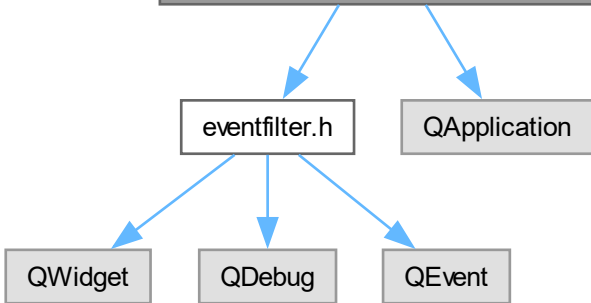 eventfilter.h
QApplication
QWidget
QDebug
QEvent